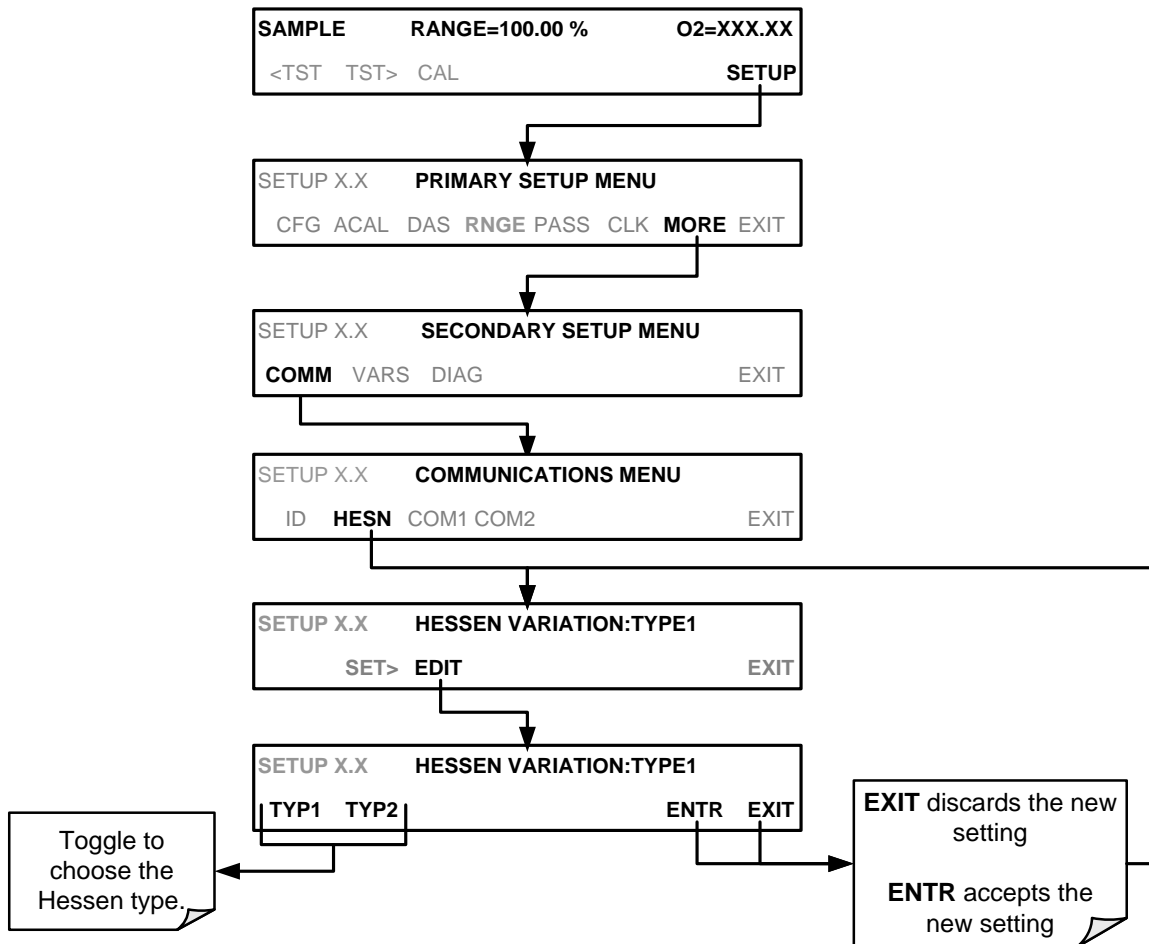 SAMPLE RANGE=100.00 % O2=XXX.XX
<TST TST> CAL SETUP
SETUP X.X PRIMARY SETUP MENU
CFG ACAL DAS RNGE PASS CLK MORE EXIT
SETUP X.X SECONDARY SETUP MENU
COMM VARS DIAG EXIT
SETUP X.X COMMUNICATIONS MENU
ID HESN COM1 COM2 EXIT
SETUP X.X HESSEN VARIATION:TYPE1
SET> EDIT EXIT
SETUP X.X HESSEN VARIATION:TYPE1
TYP1 TYP2 ENTR EXIT
Toggle to
choose the
Hessen type.
EXIT discards the new
setting
ENTR accepts the
new setting